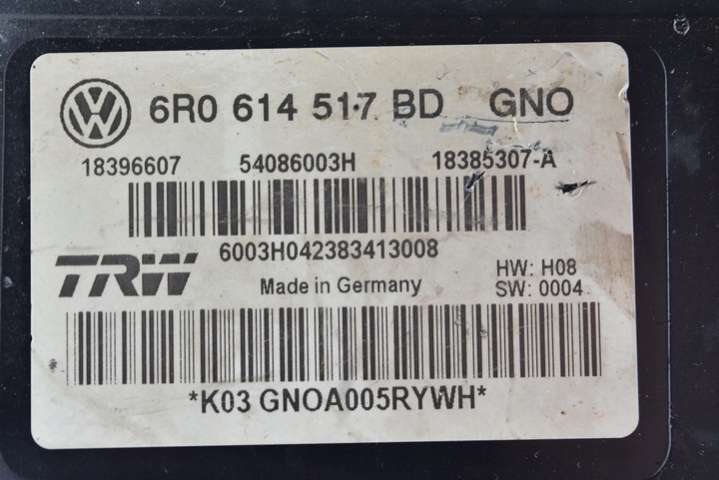 6R0 614 517 BD GNO
18396607 54086003H 18385307-A
6003H042383413008
TRW Made in Germany HW: H08
SW: 0004
*K03 GNOA005RYWH*